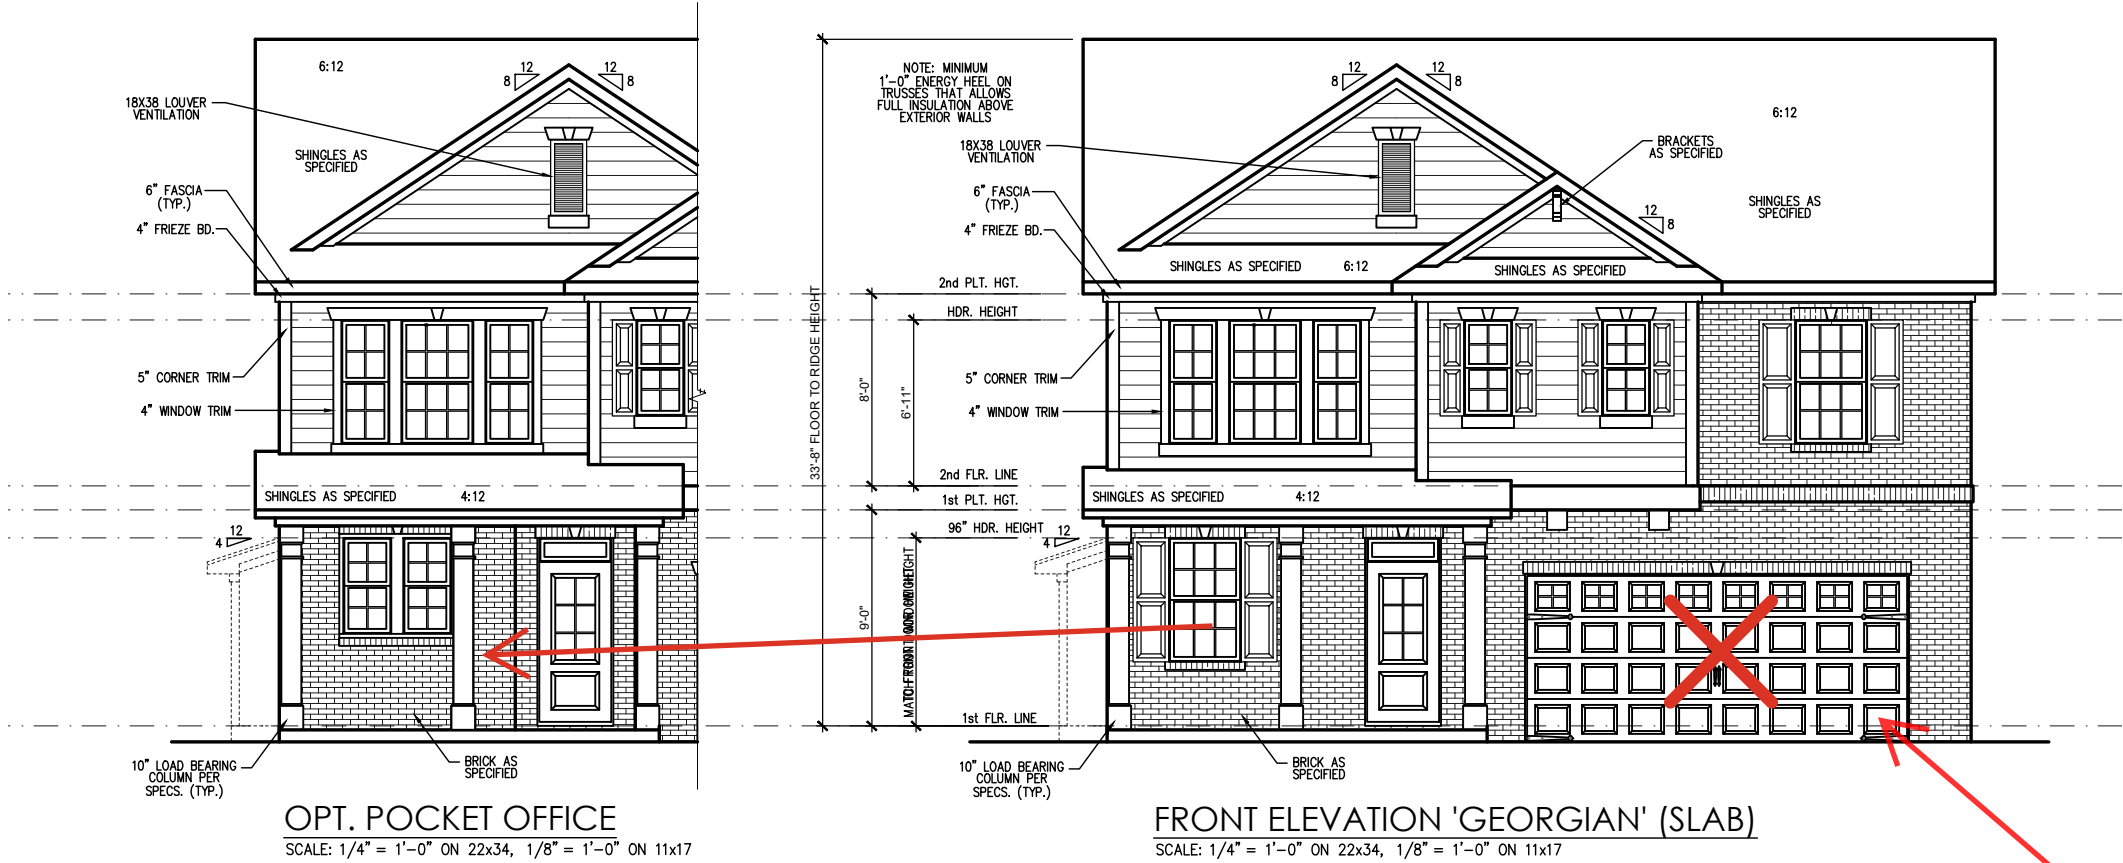 6:12
12
8
12
8
18X38 LOUVER
VENTILATION
SHINGLES AS
SPECIFIED
6" FASCIA
(TYP.)
4" FRIEZE BD.
5" CORNER TRIM
4" WINDOW TRIM
SHINGLES AS SPECIFIED
4:12
12
4
10" LOAD BEARING
COLUMN PER
SPECS. (TYP.)
BRICK AS
SPECIFIED
OPT. POCKET OFFICE
SCALE: 1/4" = 1'-0" ON 22x34, 1/8" = 1'-0" ON 11x17
33'-8" FLOOR TO RIDGE HEIGHT
NOTE: MINIMUM
1'-0" ENERGY HEEL ON
TRUSSES THAT ALLOWS
FULL INSULATION ABOVE
EXTERIOR WALLS
18X38 LOUVER
VENTILATION
6" FASCIA
(TYP.)
4" FRIEZE BD.
2nd PLT. HGT.
HDR. HEIGHT
8'-0"
6'-11"
5" CORNER TRIM
4" WINDOW TRIM
2nd FLR. LINE
1st PLT. HGT.
96" HDR. HEIGHT
9'-0"
1st FLR. LINE
12
8
12
8
6:12
BRACKETS
AS SPECIFIED
12
8
SHINGLES AS
SPECIFIED
SHINGLES AS SPECIFIED
6:12
SHINGLES AS SPECIFIED
SHINGLES AS SPECIFIED
4:12
12
4
10" LOAD BEARING
COLUMN PER
SPECS. (TYP.)
BRICK AS
SPECIFIED
FRONT ELEVATION 'GEORGIAN' (SLAB)
SCALE: 1/4" = 1'-0" ON 22x34, 1/8" = 1'-0" ON 11x17